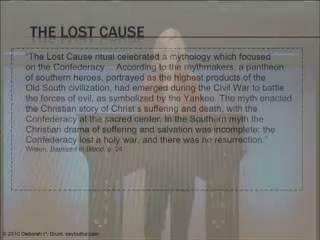 THE LOST CAUSE
"The Lost Cause ritual celebrated a mythology which focused
on the Confederacy… According to the mythmakers, a pantheon
of southern heroes, portrayed as the highest products of the
Old South civilization, had emerged during the Civil War to battle
the forces of evil, as symbolized by the Yankee. The myth enacted
the Christian story of Christ's suffering and death, with the
Confederacy at the sacred center. In the Southern myth the
Christian drama of suffering and salvation was incomplete: the
Confederacy lost a holy war, and there was no resurrection."
Wilson, Baptized in Blood, p. 24.
© 2010 Deborah